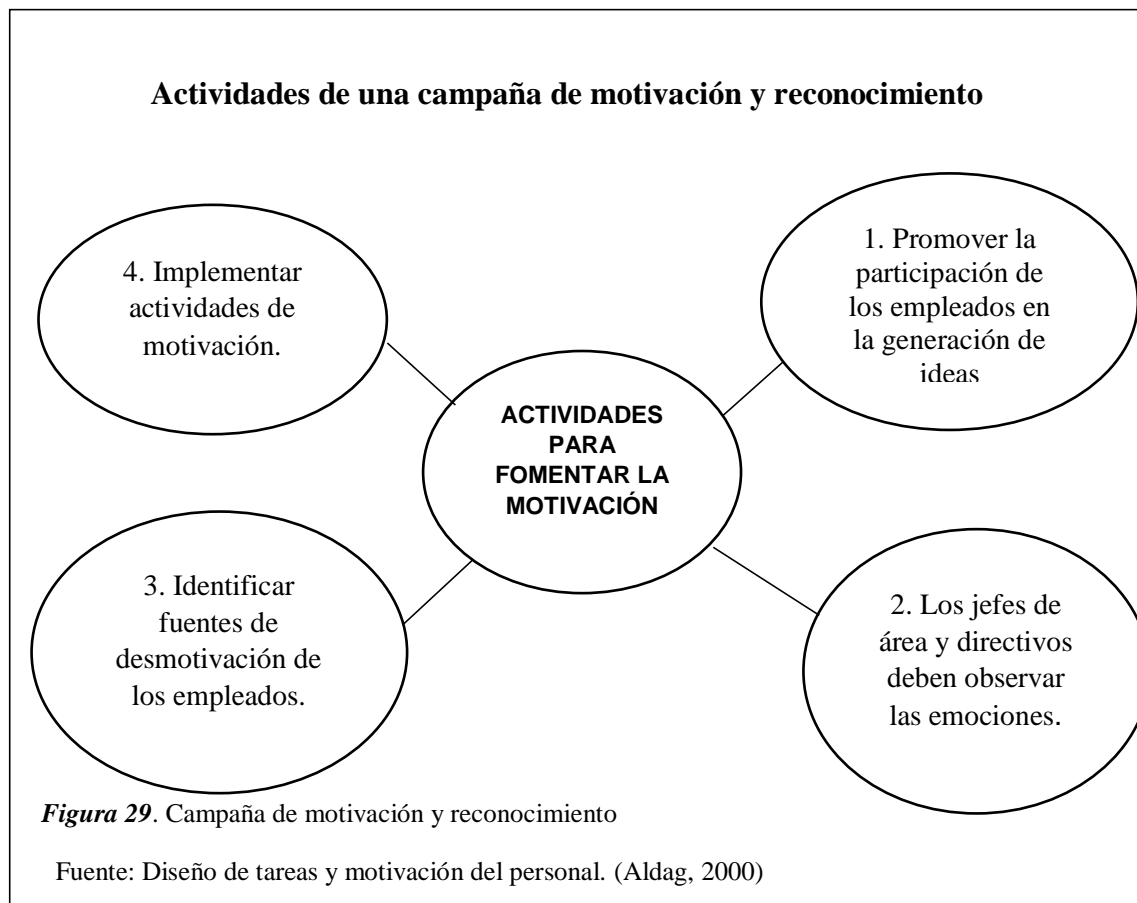 Actividades de una campaña de motivación y reconocimiento
4. Implementar
actividades de
motivación.
1. Promover la
participación de
los empleados en
la generación de
ideas
ACTIVIDADES
PARA
FOMENTAR LA
MOTIVACIÓN
3. Identificar
fuentes de
desmotivación de
los empleados.
2. Los jefes de
área y directivos
deben observar
las emociones.
Figura 29. Campaña de motivación y reconocimiento
Fuente: Diseño de tareas y motivación del personal. (Aldag, 2000)